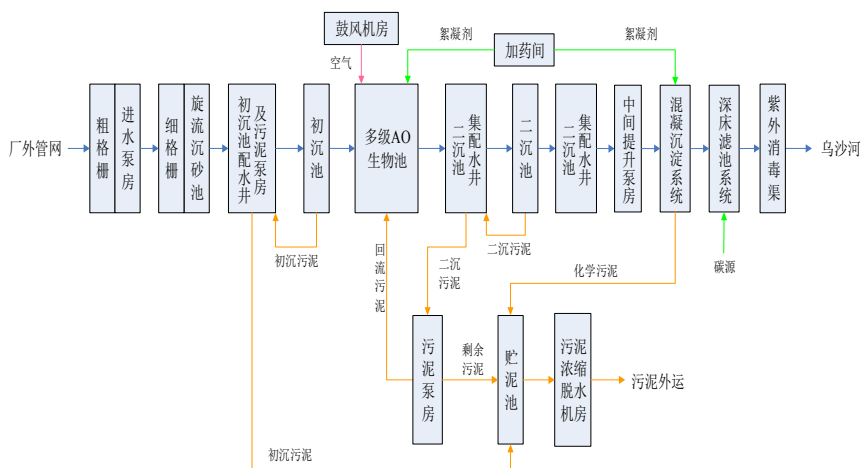 鼓风机房
空气
絮凝剂
加药间
絮凝剂
厂外管网
粗格栅
进水泵房
细格栅
旋流沉砂池
初沉池配水井
及污泥泵房
初沉池
多级AO
生物池
二沉池
集配水井
二沉池
二沉池
集配水井
中间提升泵房
混凝沉淀系统
深床滤池系统
紫外消毒渠
乌沙河
初沉污泥
回流污泥
二沉
污泥
二沉污泥
化学污泥
碳源
污泥泵房
剩余
污泥
贮泥池
污泥
浓缩
脱水
机房
污泥外运
初沉污泥